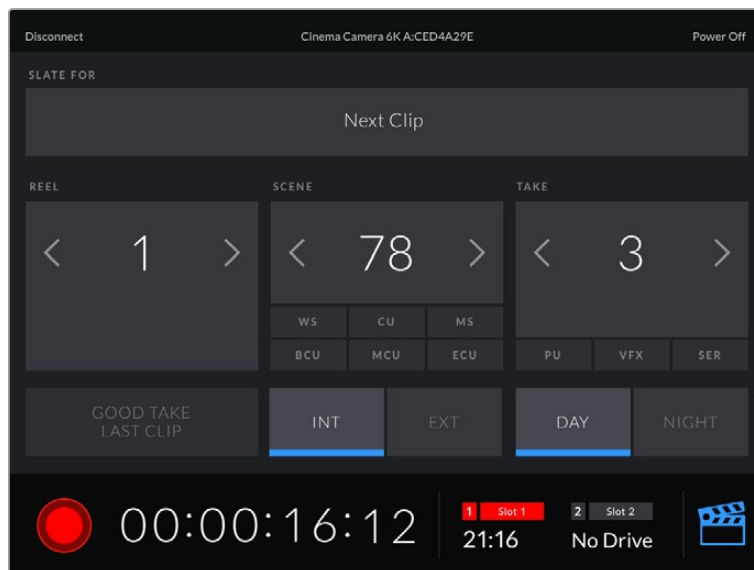 Disconnect Cinema Camera 6K A:CED4A29E Power Off
SLATE FOR
Next Clip
REEL SCENE TAKE
1 78 3
WS CU MS
BCU MCU ECU PU VFX SER
GOOD TAKE
LAST CLIP
INT EXT DAY NIGHT
00:00:16:12
1 Slot 1 2 Slot 2
21:16 No Drive